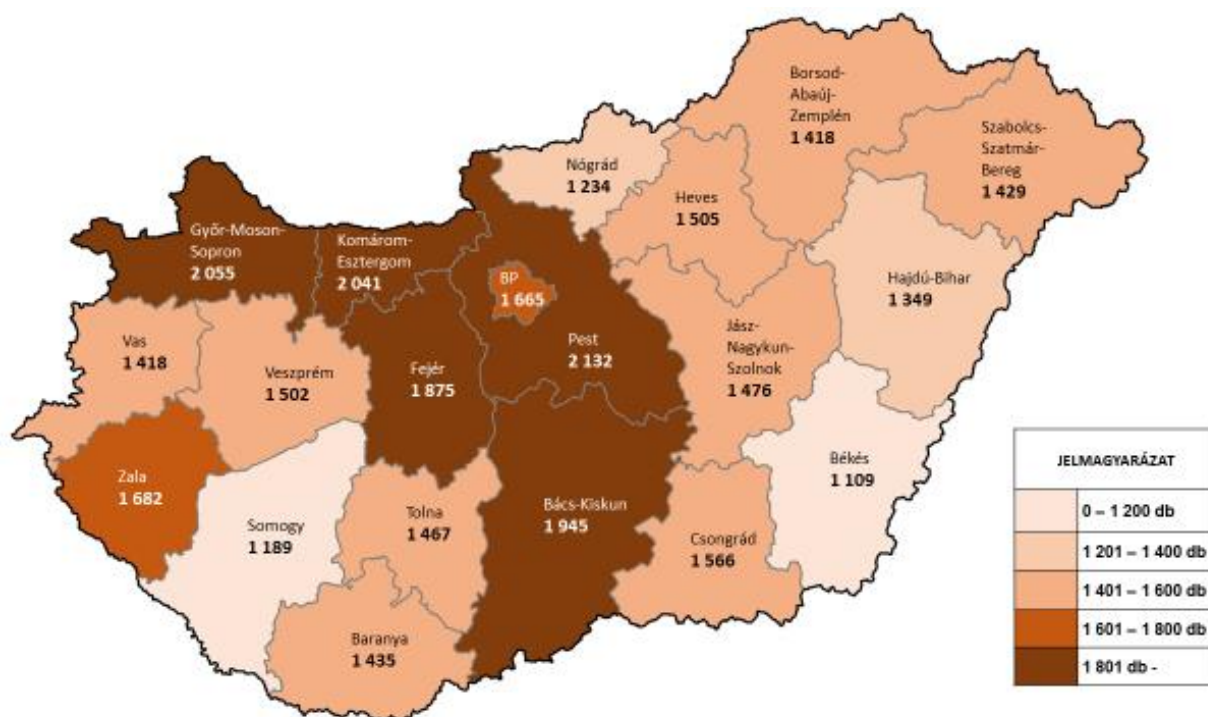 Borsod-
Abaúj-
Zemplén
1 418
Szabolcs-
Szatmár-
Bereg
1 429
Nógrád
1 234
Heves
1 505
Győr-Moson-
Sopron
2 055
Komárom-
Esztergom
2 041
BP
1 665
Hajdú-Bihar
1 349
Vas
1 418
Veszprém
1 502
Fejér
1 875
Pest
2 132
Jász-
Nagykun-
Szolnok
1 476
Zala
1 682
Somogy
1 189
Tolna
1 467
Bács-Kiskun
1 945
Csongrád
1 566
Békés
1 109
Baranya
1 435
JELMAGYARÁZAT
0 – 1 200 db
1 201 – 1 400 db
1 401 – 1 600 db
1 601 – 1 800 db
1 801 db -